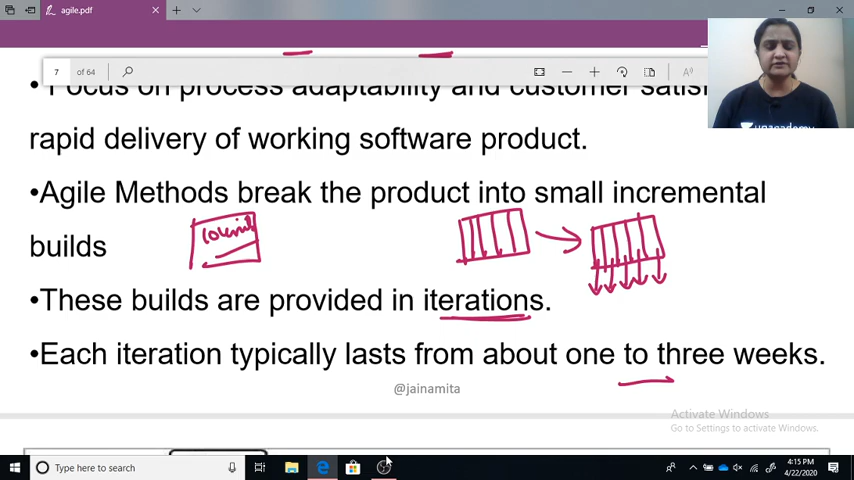 agile.pdf
7 of 64
• Focus on process adaptability and customer satisf
rapid delivery of working software product.
•Agile Methods break the product into small incremental
builds
•These builds are provided in iterations.
•Each iteration typically lasts from about one to three weeks.
@jainamita
Activate Windows
Go to Settings to activate Windows.
Type here to search
4:15 PM
4/22/2020